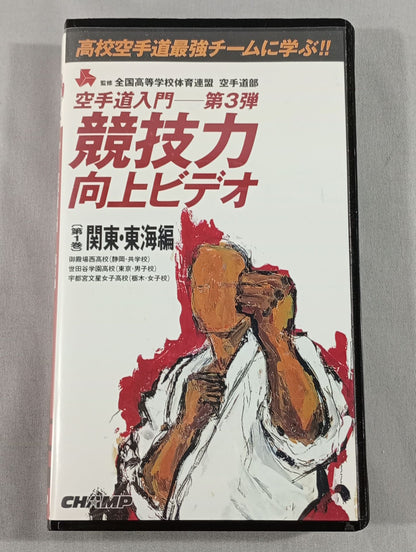 高校空手道最強チームに学ぶ!!
監修 全国高等学校体育連盟 空手道部
空手道入門──第3弾
競技力
向上ビデオ
[第1巻] 関東・東海編
御殿場西高校(静岡・共学校)
世田谷学園高校(東京・男子校)
宇都宮文星女子高校(栃木・女子校)
CHAMP